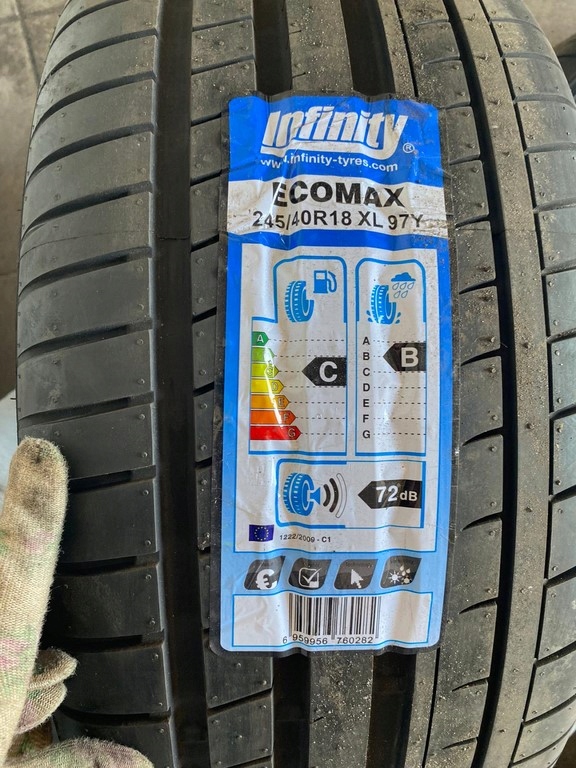 Infinity®
www.infinity-tyres.com
ECOMAX
245/40R18 XL 97Y
A
B
C
D
E
F
G
C
A
B
C
D
E
F
G
B
72dB
1222/2009 - C1
€
6 959956 760282